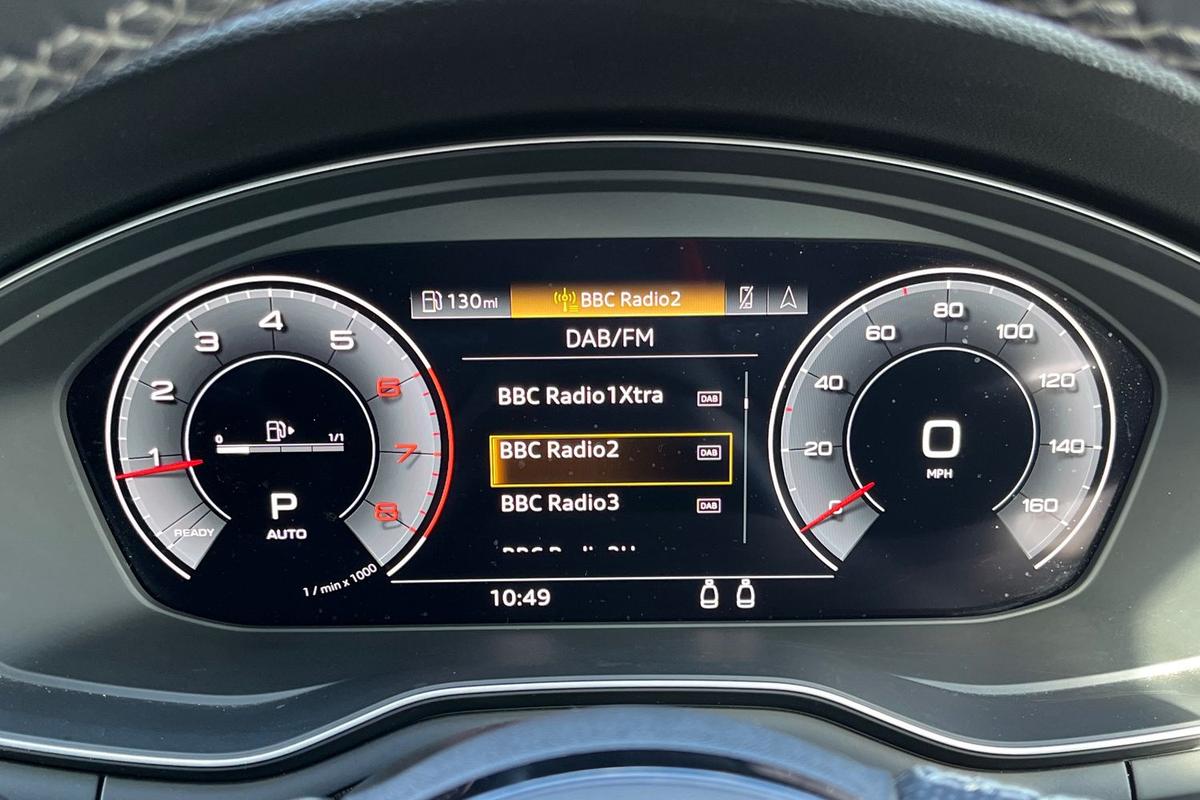 130mi
BBC Radio2
DAB/FM
BBC Radio1Xtra DAB
BBC Radio2 DAB
BBC Radio3 DAB
10:49
READY
1
2
3
4
5
6
7
8
0 1/1
P
AUTO
1 / min x 1000
0
20
40
60
80
100
120
140
160
0
MPH